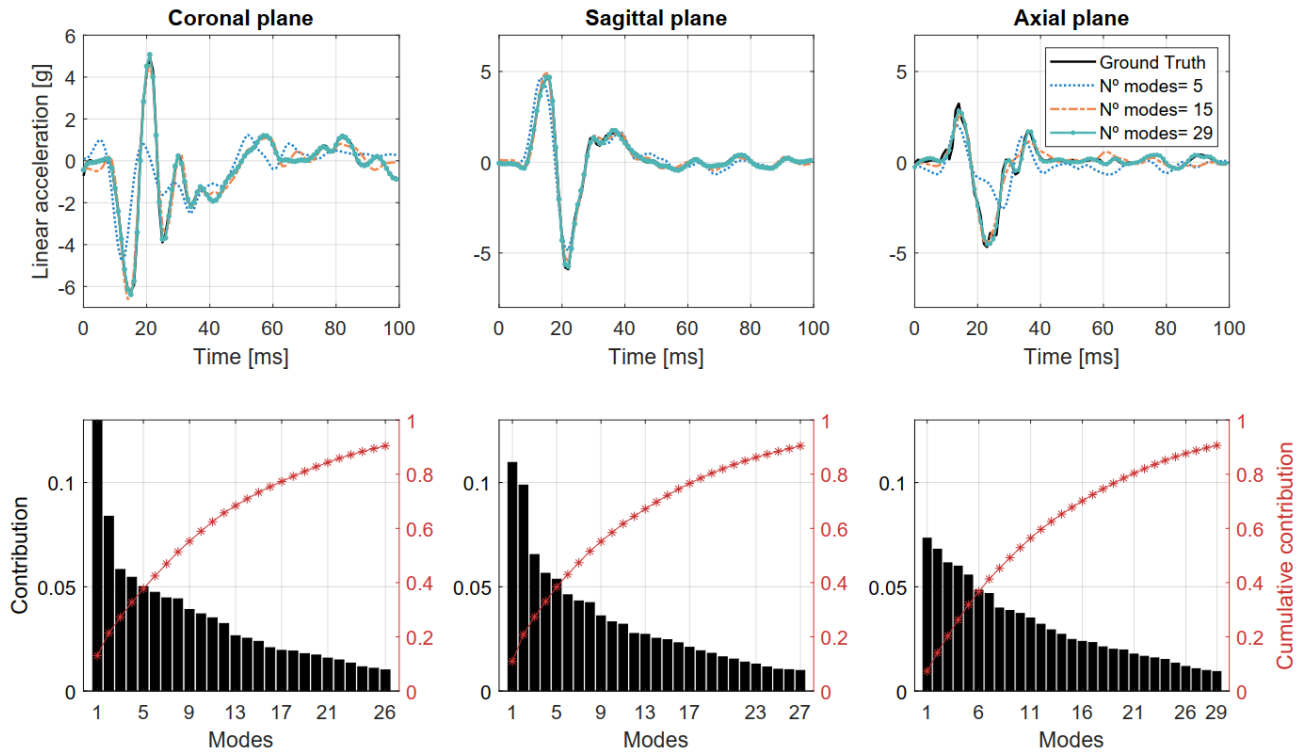 Coronal plane
Sagittal plane
Axial plane
6
4
2
0
-2
-4
-6
Linear acceleration [g]
0 20 40 60 80 100
Time [ms]
5
0
-5
0 20 40 60 80 100
Time [ms]
5
0
-5
0 20 40 60 80 100
Time [ms]
Ground Truth
Nº modes= 5
Nº modes= 15
Nº modes= 29
Contribution
0.1
0.05
0
1 5 9 13 17 21 26
Modes
1
0.8
0.6
0.4
0.2
0
0.1
0.05
0
1 5 9 13 17 21 27
Modes
1
0.8
0.6
0.4
0.2
0
0.1
0.05
0
1 6 11 16 21 26 29
Modes
1
0.8
0.6
0.4
0.2
0
Cumulative contribution